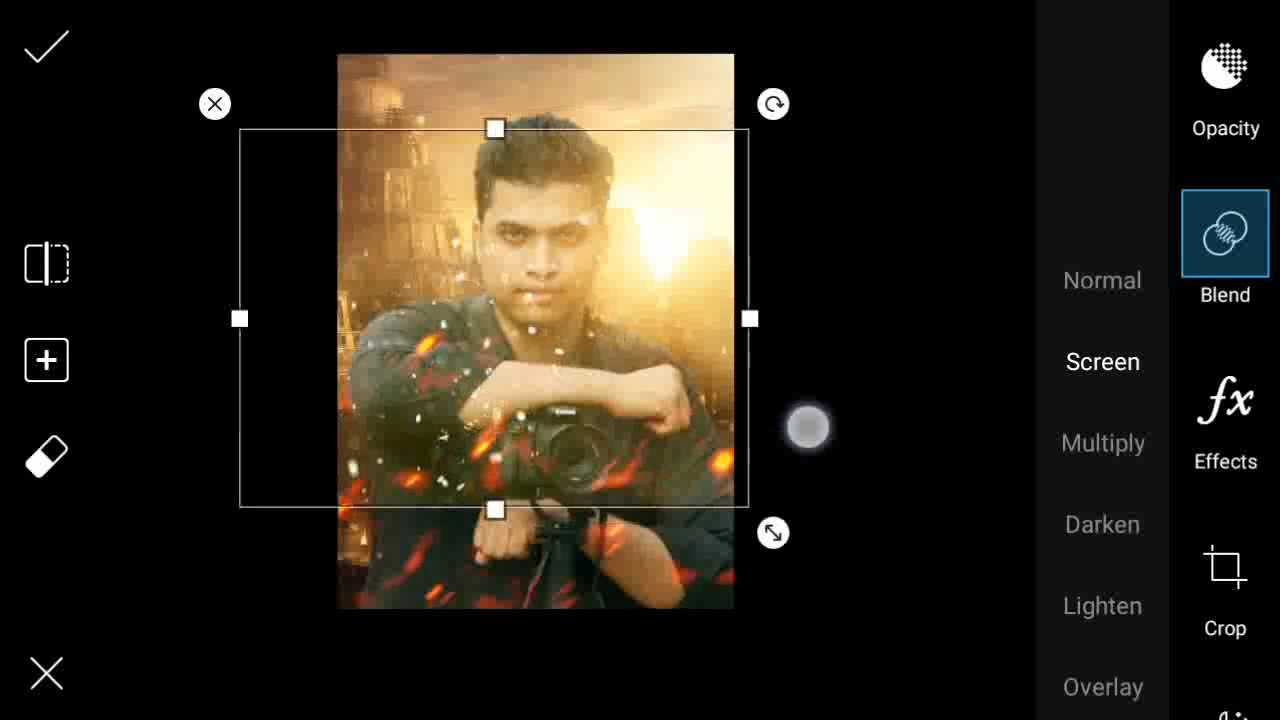 Opacity
Blend
Normal
Screen
Multiply
Effects
Darken
Lighten
Crop
Overlay